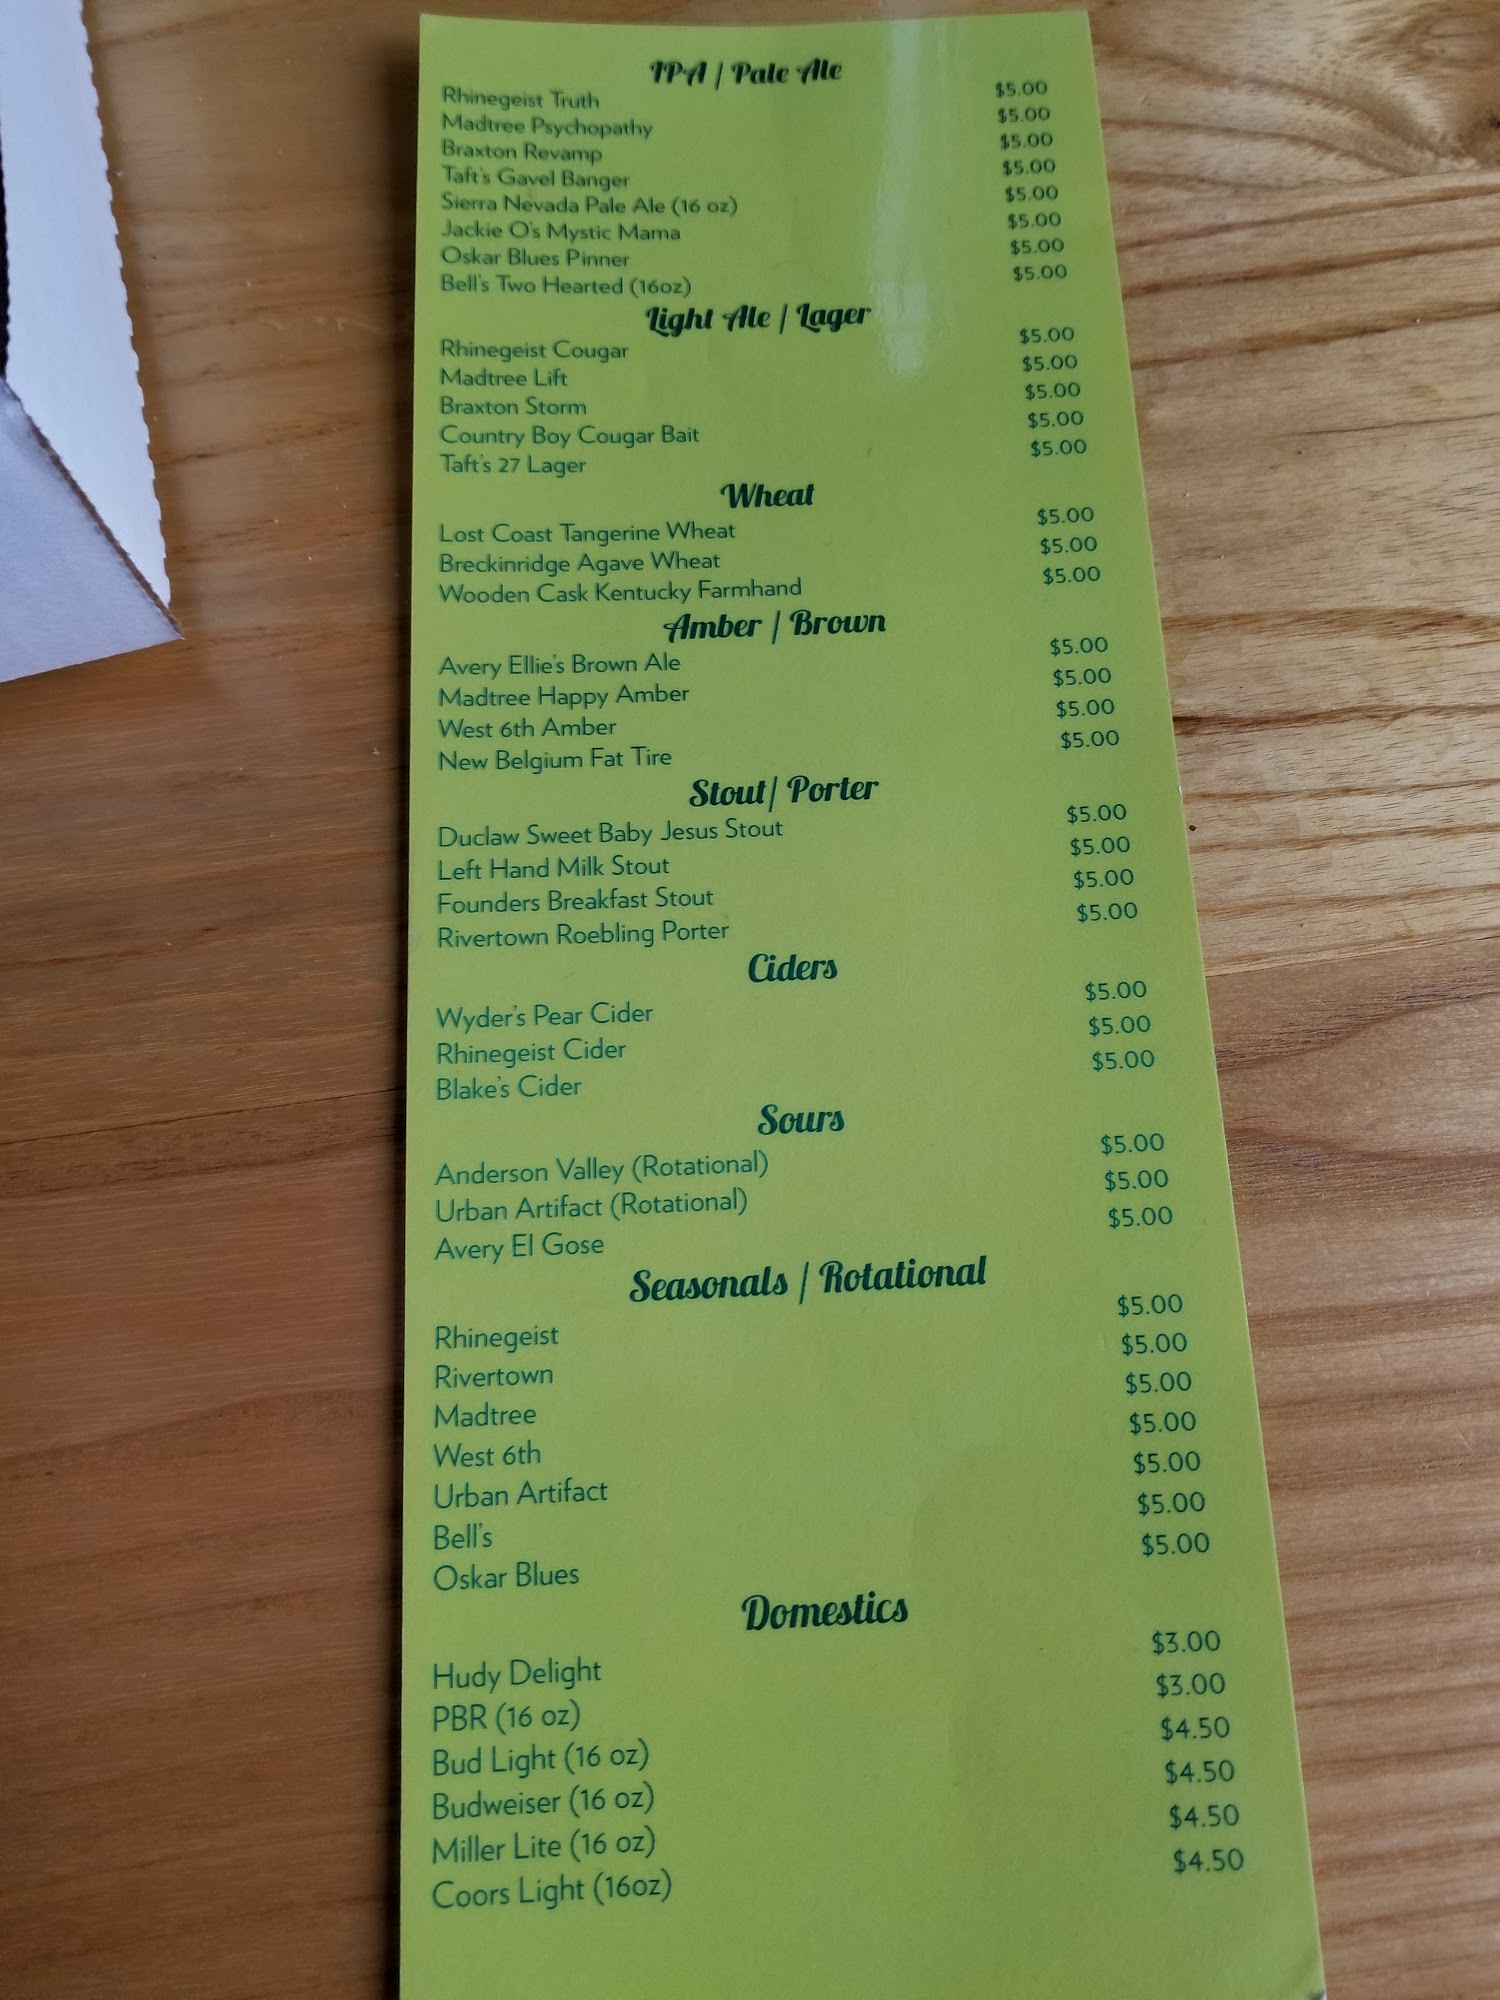 IPA / Pale Ale
Rhinegeist Truth $5.00
Madtree Psychopathy $5.00
Braxton Revamp $5.00
Taft's Gavel Banger $5.00
Sierra Nevada Pale Ale (16 oz) $5.00
Jackie O's Mystic Mama $5.00
Oskar Blues Pinner $5.00
Bell's Two Hearted (16oz) $5.00
Light Ale / Lager
Rhinegeist Cougar $5.00
Madtree Lift $5.00
Braxton Storm $5.00
Country Boy Cougar Bait $5.00
Taft's 27 Lager $5.00
Wheat
Lost Coast Tangerine Wheat $5.00
Breckinridge Agave Wheat $5.00
Wooden Cask Kentucky Farmhand $5.00
Amber / Brown
Avery Ellie's Brown Ale $5.00
Madtree Happy Amber $5.00
West 6th Amber $5.00
New Belgium Fat Tire $5.00
Stout/ Porter
Duclaw Sweet Baby Jesus Stout $5.00
Left Hand Milk Stout $5.00
Founders Breakfast Stout $5.00
Rivertown Roebling Porter $5.00
Ciders
Wyder's Pear Cider $5.00
Rhinegeist Cider $5.00
Blake's Cider $5.00
Sours
Anderson Valley (Rotational) $5.00
Urban Artifact (Rotational) $5.00
Avery El Gose $5.00
Seasonals / Rotational
Rhinegeist $5.00
Rivertown $5.00
Madtree $5.00
West 6th $5.00
Urban Artifact $5.00
Bell's $5.00
Oskar Blues $5.00
Domestics
Hudy Delight $3.00
PBR (16 oz) $3.00
Bud Light (16 oz) $4.50
Budweiser (16 oz) $4.50
Miller Lite (16 oz) $4.50
Coors Light (16oz) $4.50